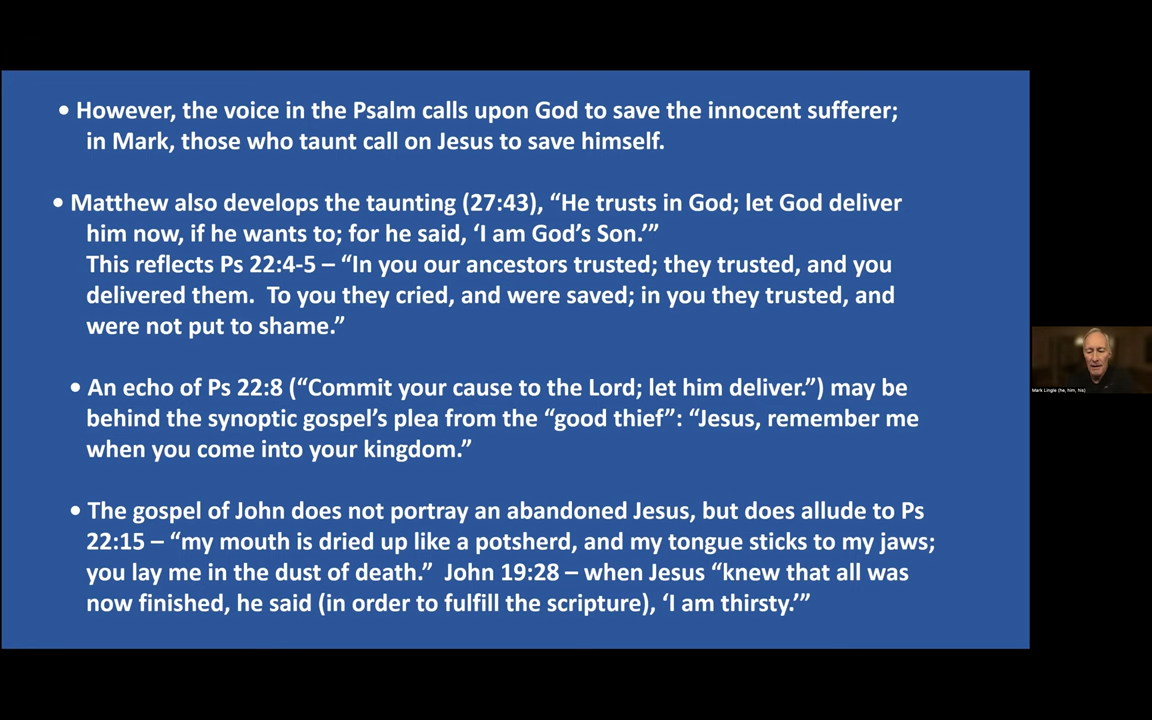 • However, the voice in the Psalm calls upon God to save the innocent sufferer;
in Mark, those who taunt call on Jesus to save himself.
• Matthew also develops the taunting (27:43), “He trusts in God; let God deliver
him now, if he wants to; for he said, ‘I am God’s Son.’”
This reflects Ps 22:4-5 – “In you our ancestors trusted; they trusted, and you
delivered them.  To you they cried, and were saved; in you they trusted, and
were not put to shame.”
• An echo of Ps 22:8 (“Commit your cause to the Lord; let him deliver.”) may be
behind the synoptic gospel’s plea from the “good thief”: “Jesus, remember me
when you come into your kingdom.”
• The gospel of John does not portray an abandoned Jesus, but does allude to Ps
22:15 – “my mouth is dried up like a potsherd, and my tongue sticks to my jaws;
you lay me in the dust of death.”  John 19:28 – when Jesus “knew that all was
now finished, he said (in order to fulfill the scripture), ‘I am thirsty.’”
Mark Lingle (he, him, his)